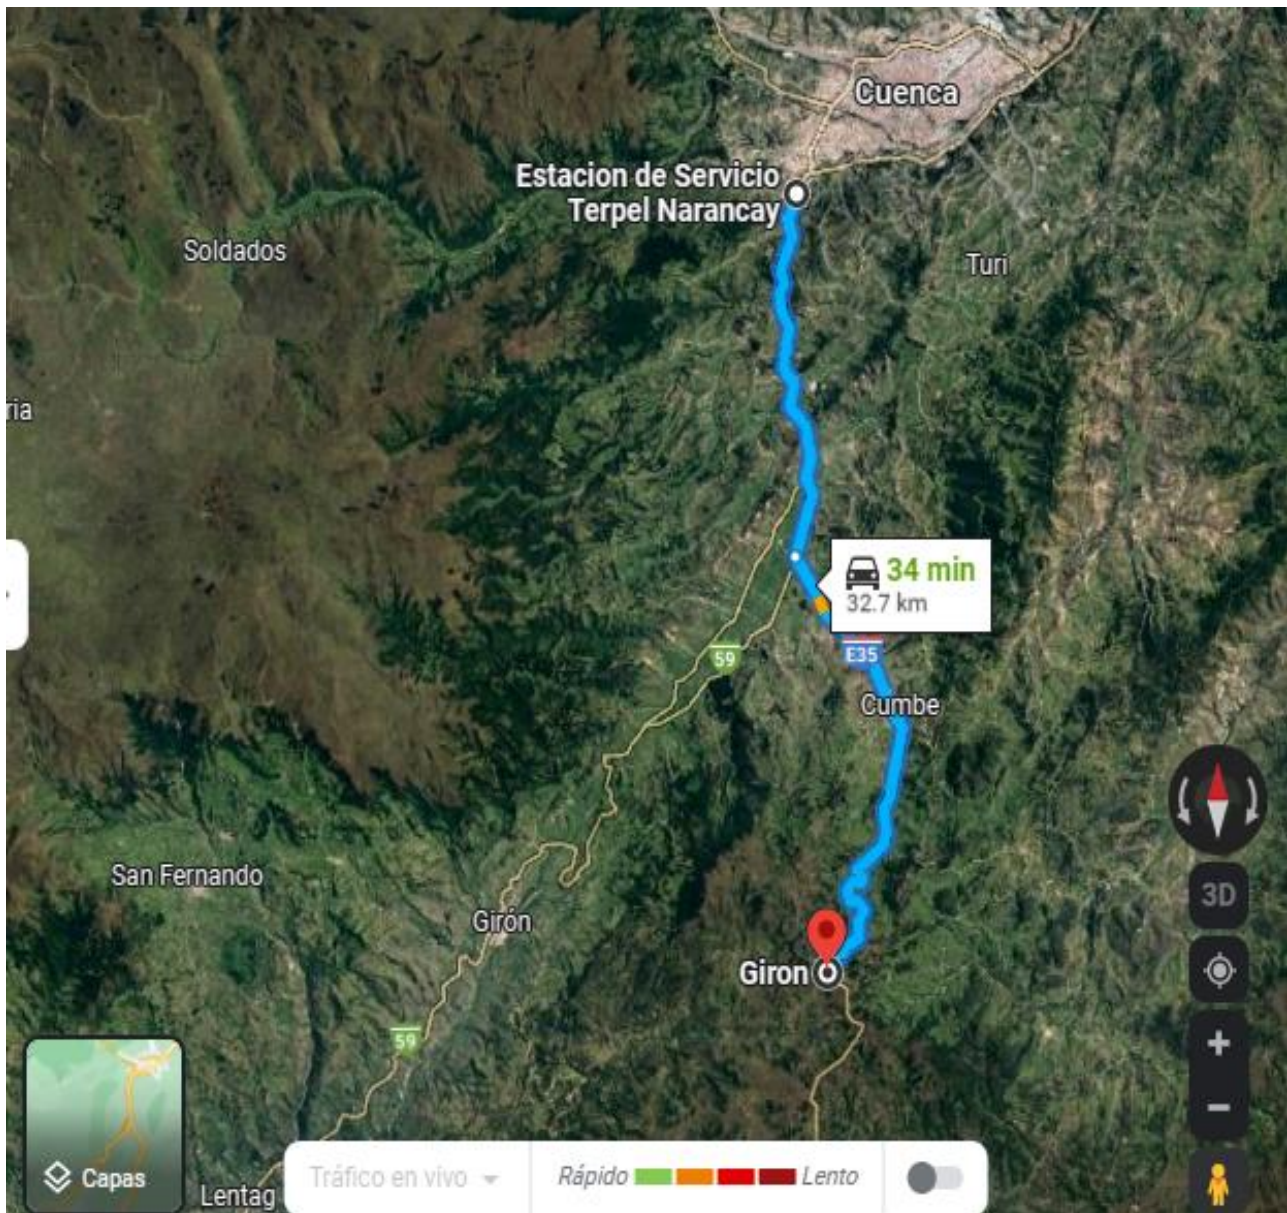 Cuenca
Estacion de Servicio
Terpel Narancay
Soldados
Turi
ria
34 min
32.7 km
59
E35
Cumbe
San Fernando
Girón
3D
Giron
59
Capas
Tráfico en vivo
Rápido
Lento
Lentag